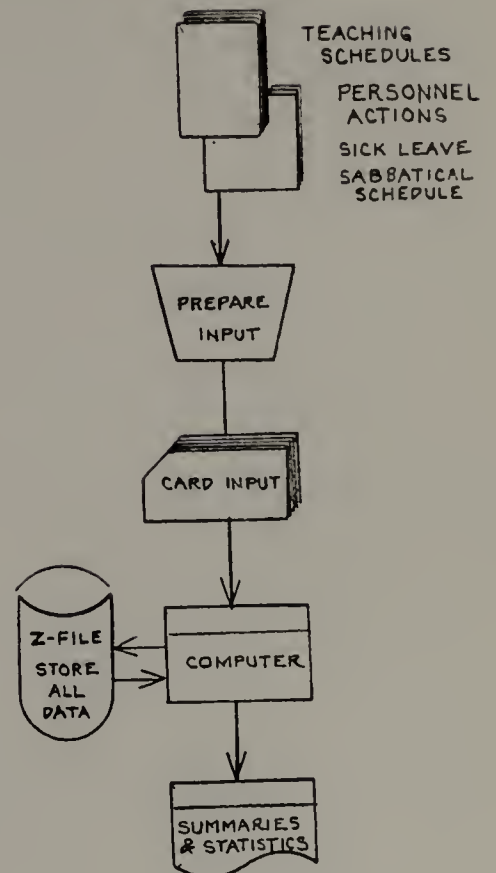 TEACHING
SCHEDULES
PERSONNEL
ACTIONS
SICK LEAVE
SABBATICAL
SCHEDULE
PREPARE
INPUT
CARD INPUT
Z-FILE
STORE
ALL
DATA
COMPUTER
SUMMARIES
& STATISTICS